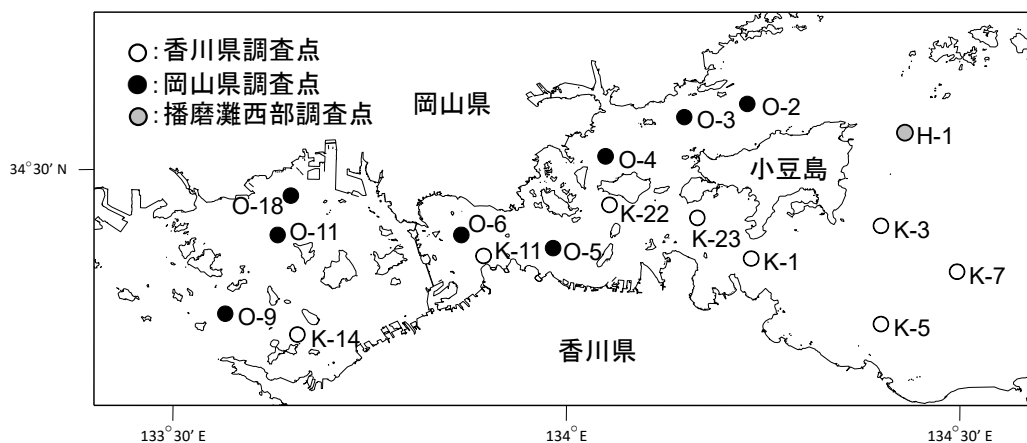 ○：香川県調査点
●：岡山県調査点
●：播磨灘西部調査点
岡山県
O-2
O-3
H-1
O-4
小豆島
34°30' N
O-18
K-22
O-6
O-11
K-23
K-3
K-11
O-5
K-1
K-7
O-9
K-14
K-5
香川県
133°30' E
134° E
134°30' E